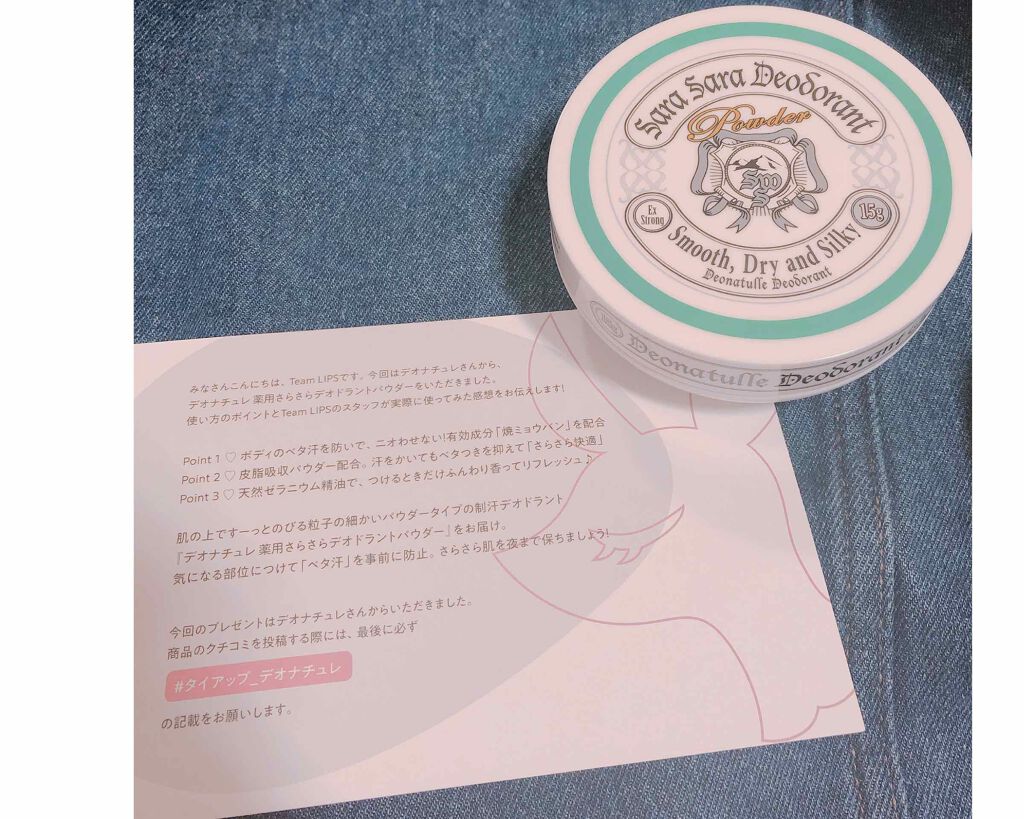 Sara Sara Deodorant
Powder
Spo
S
Ex
Strong
15g
Smooth, Dry and Silky
Deonatulle Deodorant
Deonatulle Deodorant
みなさんこんにちは、Team LIPSです。今回はデオナチュレさんから、
デオナチュレ 薬用さらさらデオドラントパウダーをいただきました。
使い方のポイントとTeam LIPSのスタッフが実際に使ってみた感想をお伝えします!
Point 1 ♡ ボディのベタ汗を防いで、ニオわせない!有効成分「焼ミョウバン」を配合
Point 2 ♡ 皮脂吸収パウダー配合。汗をかいてもベタつきを抑えて「さらさら快適」
Point 3 ♡ 天然ゼラニウム精油で、つけるときだけふんわり香ってリフレッシュ♪
肌の上ですーっとのびる粒子の細かいパウダータイプの制汗デオドラント
『デオナチュレ 薬用さらさらデオドラントパウダー』をお届け。
気になる部位につけて「ベタ汗」を事前に防止。さらさら肌を夜まで保ちましょう!
今回のプレゼントはデオナチュレさんからいただきました。
商品のクチコミを投稿する際には、最後に必ず
#タイアップ_デオナチュレ
の記載をお願いします。